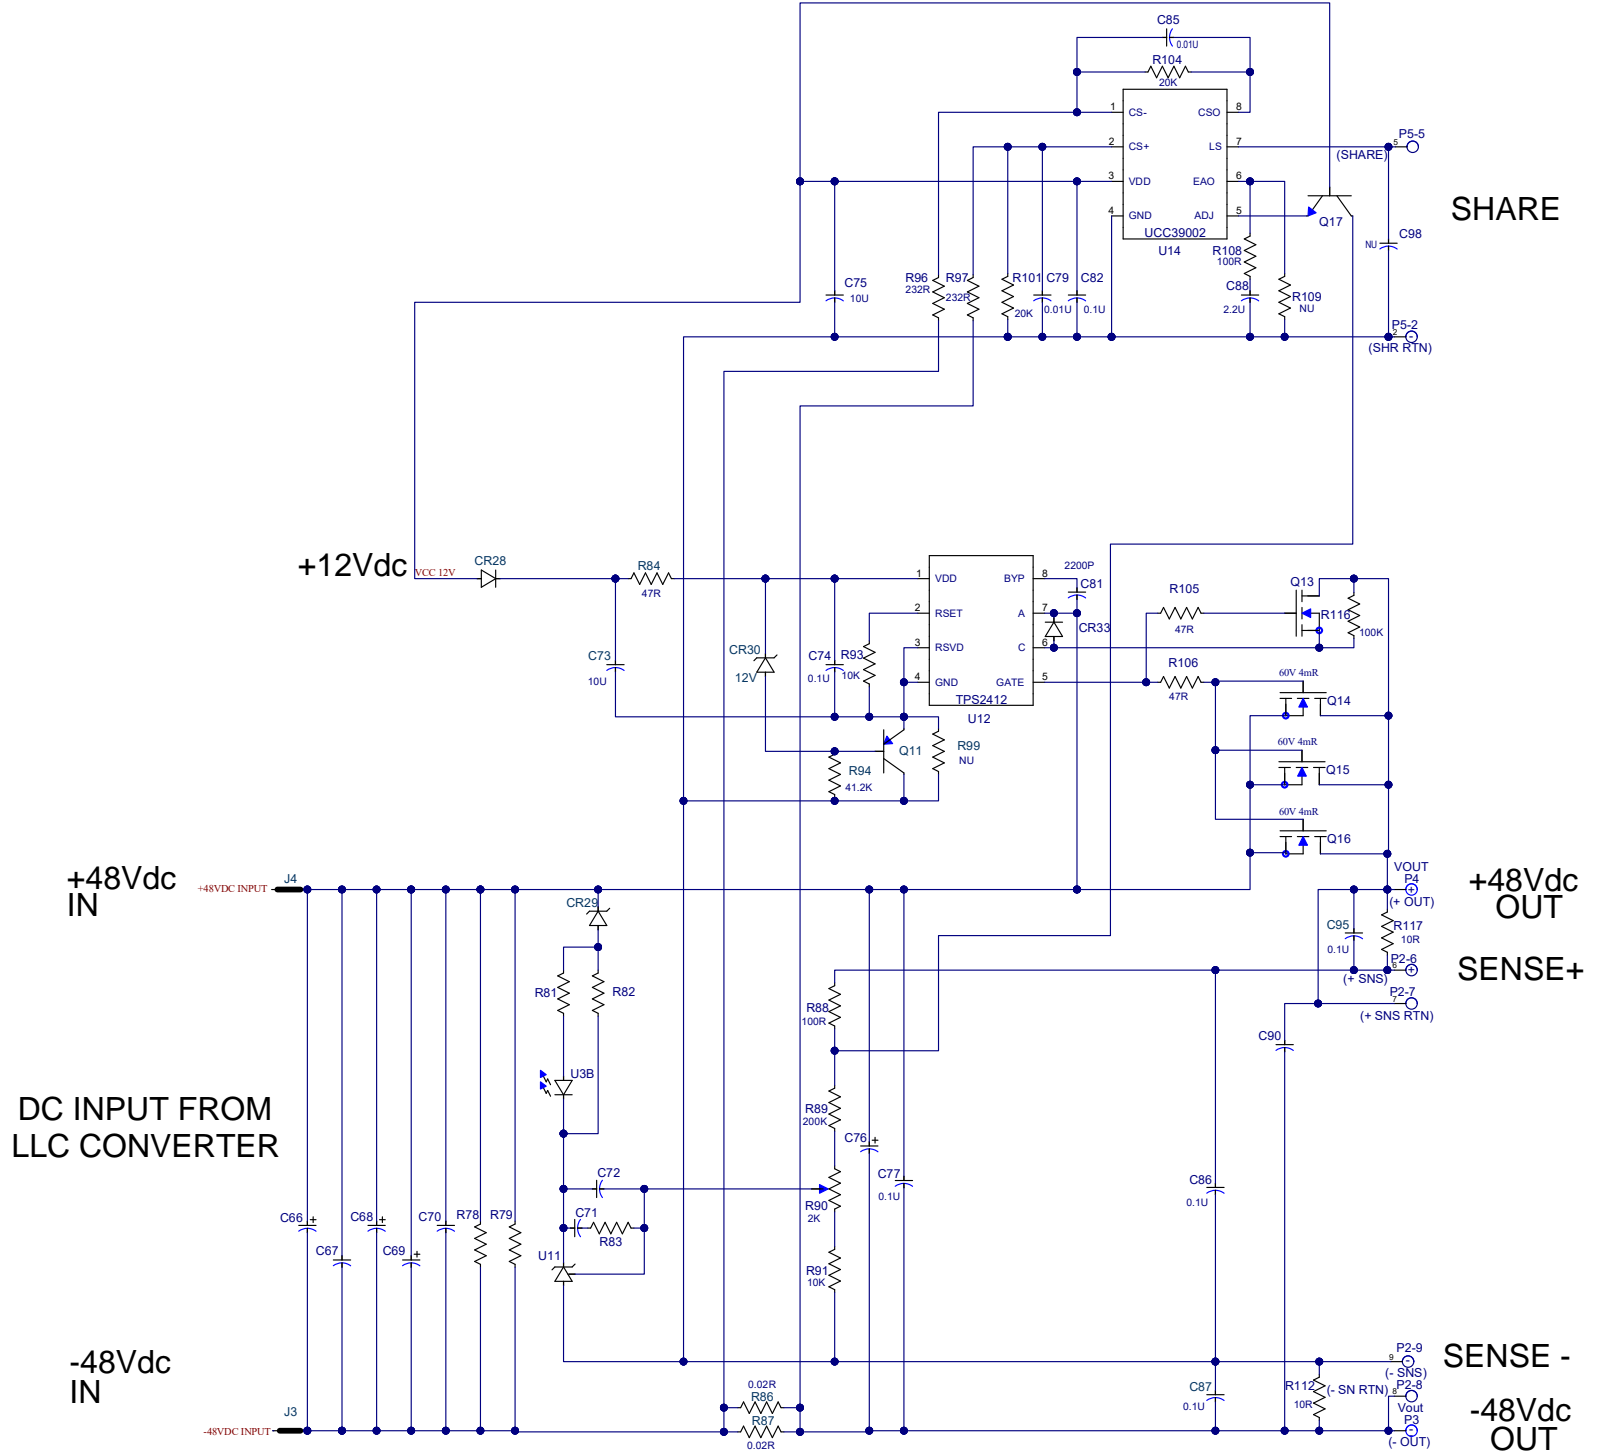 C85
0.01U
R104
20K
1 CS- CSO 8
2 CS+ LS 7
3 VDD EAO 6
4 GND ADJ 5
UCC39002
U14
P5-5
5
(SHARE)
SHARE
Q17
C98
NU
R108
100R
C88
2.2U
R109
NU
C75
10U
R96
232R
R97
232R
R101
20K
C79
0.01U
C82
0.1U
P5-2
2
(SHR RTN)
+12Vdc
VCC 12V
CR28
R84
47R
1 VDD BYP 8
2 RSET A 7
3 RSVD C 6
4 GND GATE 5
TPS2412
U12
2200P
C81
CR33
R105
47R
R106
47R
Q13
R116
100K
C73
10U
CR30
12V
C74
0.1U
R93
10K
60V 4mR
Q14
60V 4mR
Q15
60V 4mR
Q16
Q11
R99
NU
R94
41.2K
+48Vdc
IN
+48VDC INPUT
J4
CR29
VOUT
P4
(+ OUT)
+48Vdc
OUT
C95
0.1U
R117
10R
P2-6
6
(+ SNS)
SENSE+
P2-7
7
(+ SNS RTN)
R81
R82
R88
100R
C90
U3B
DC INPUT FROM
LLC CONVERTER
R89
200K
C76
+
C77
0.1U
C72
R90
2K
C86
0.1U
C66
+
C67
C68
+
C69
+
C70
R78
R79
C71
R83
U11
R91
10K
-48Vdc
IN
P2-9
9
(- SNS)
SENSE -
0.02R
R86
R87
0.02R
C87
0.1U
R112
10R
(- SN RTN)
P2-8
8
Vout
P3
(- OUT)
-48Vdc
OUT
J3
-48VDC INPUT